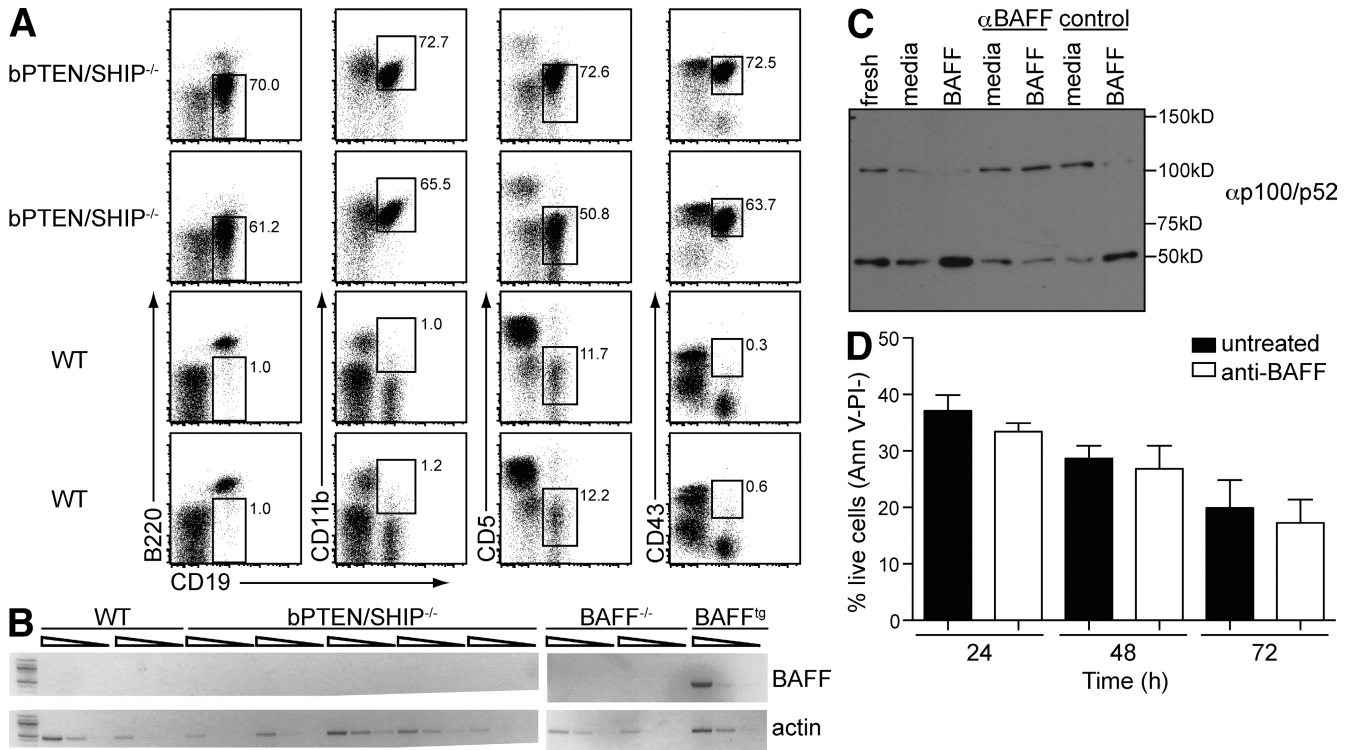 A
bPTEN/SHIP-/-
70.0
72.7
72.6
72.5
bPTEN/SHIP-/-
61.2
65.5
50.8
63.7
WT
1.0
1.0
11.7
0.3
WT
1.0
1.2
12.2
0.6
B220
CD11b
CD5
CD43
CD19
B
WT
bPTEN/SHIP-/-
BAFF-/-
BAFFtg
BAFF
actin
C
αBAFF control
fresh
media
BAFF
media
BAFF
media
BAFF
150kD
100kD
75kD
50kD
αp100/p52
D
% live cells (Ann V-PI-)
50
40
30
20
10
0
untreated
anti-BAFF
24 48 72
Time (h)